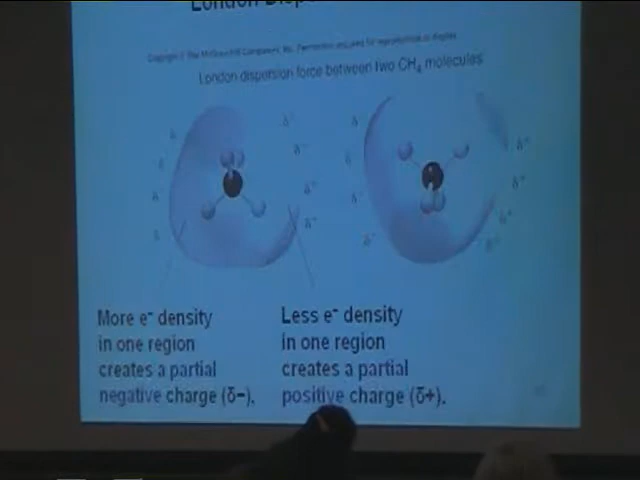 London Disp
Copyright © The McGraw-Hill Companies, Inc. Permission required for reproduction or display.
London dispersion force between two CH₄ molecules
More e⁻ density
in one region
creates a partial
negative charge (δ−).
Less e⁻ density
in one region
creates a partial
positive charge (δ+).